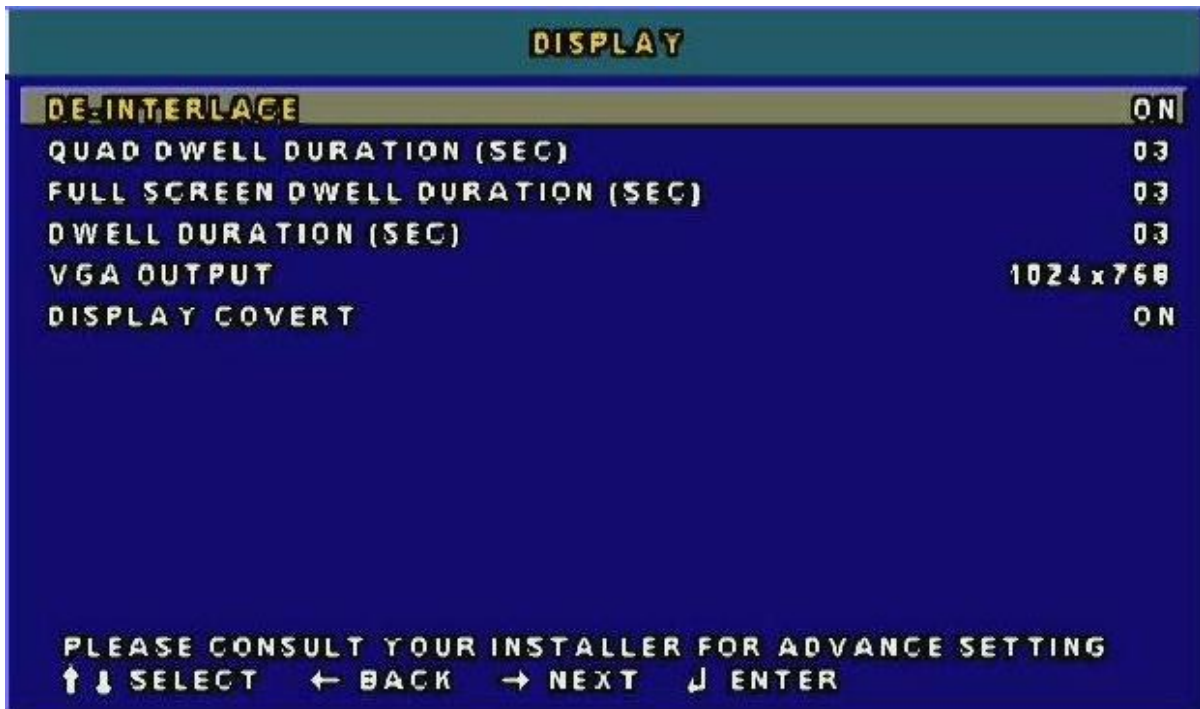 DISPLAY
DE-INTERLACE ON
QUAD DWELL DURATION (SEC) 03
FULL SCREEN DWELL DURATION (SEC) 03
DWELL DURATION (SEC) 03
VGA OUTPUT 1024x768
DISPLAY COVERT ON
PLEASE CONSULT YOUR INSTALLER FOR ADVANCE SETTING
↑ ↓ SELECT ← BACK → NEXT ↲ ENTER